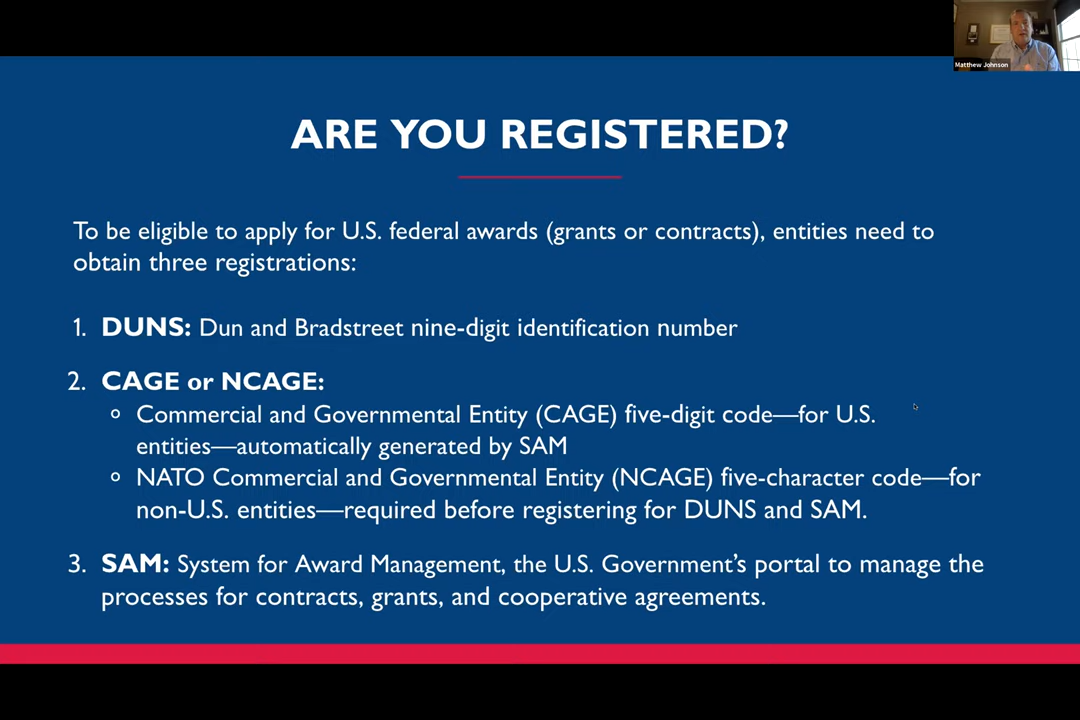 Matthew Johnson
ARE YOU REGISTERED?
To be eligible to apply for U.S. federal awards (grants or contracts), entities need to
obtain three registrations:
1. DUNS: Dun and Bradstreet nine-digit identification number
2. CAGE or NCAGE:
Commercial and Governmental Entity (CAGE) five-digit code—for U.S.
entities—automatically generated by SAM
NATO Commercial and Governmental Entity (NCAGE) five-character code—for
non-U.S. entities—required before registering for DUNS and SAM.
3. SAM: System for Award Management, the U.S. Government’s portal to manage the
processes for contracts, grants, and cooperative agreements.